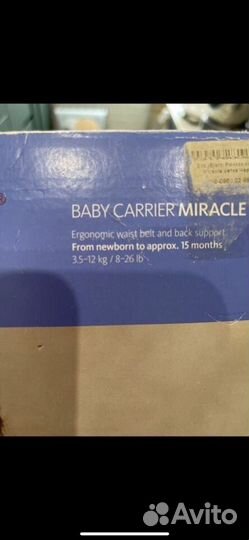 BABY CARRIER MIRACLE
Ergonomic waist belt and back support
From newborn to approx. 15 months
3.5-12 kg / 8-26 lb
Avito